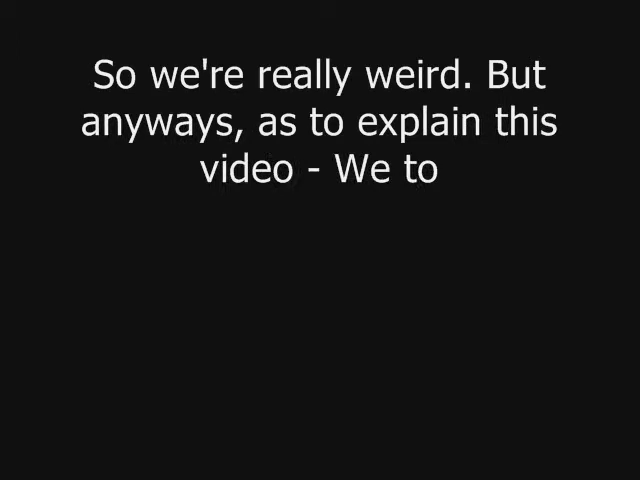 So we're really weird. But
anyways, as to explain this
video - We to